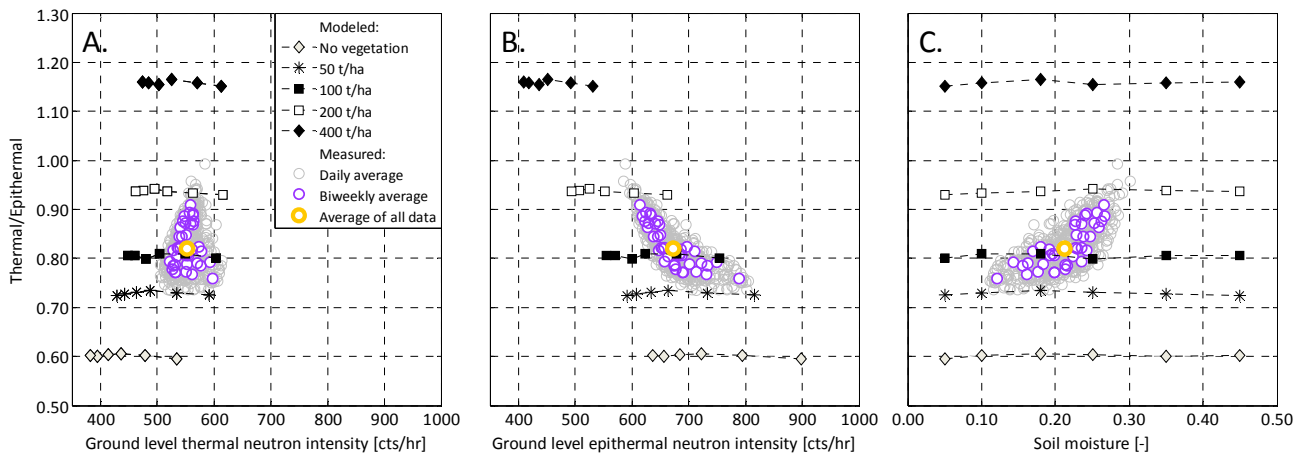 A.
B.
C.
Modeled:
No vegetation
50 t/ha
100 t/ha
200 t/ha
400 t/ha
Measured:
Daily average
Biweekly average
Average of all data
Thermal/Epithermal
1.30
1.20
1.10
1.00
0.90
0.80
0.70
0.60
0.50
400 500 600 700 800 900 1000
Ground level thermal neutron intensity [cts/hr]
400 500 600 700 800 900 1000
Ground level epithermal neutron intensity [cts/hr]
0.00 0.10 0.20 0.30 0.40 0.50
Soil moisture [-]